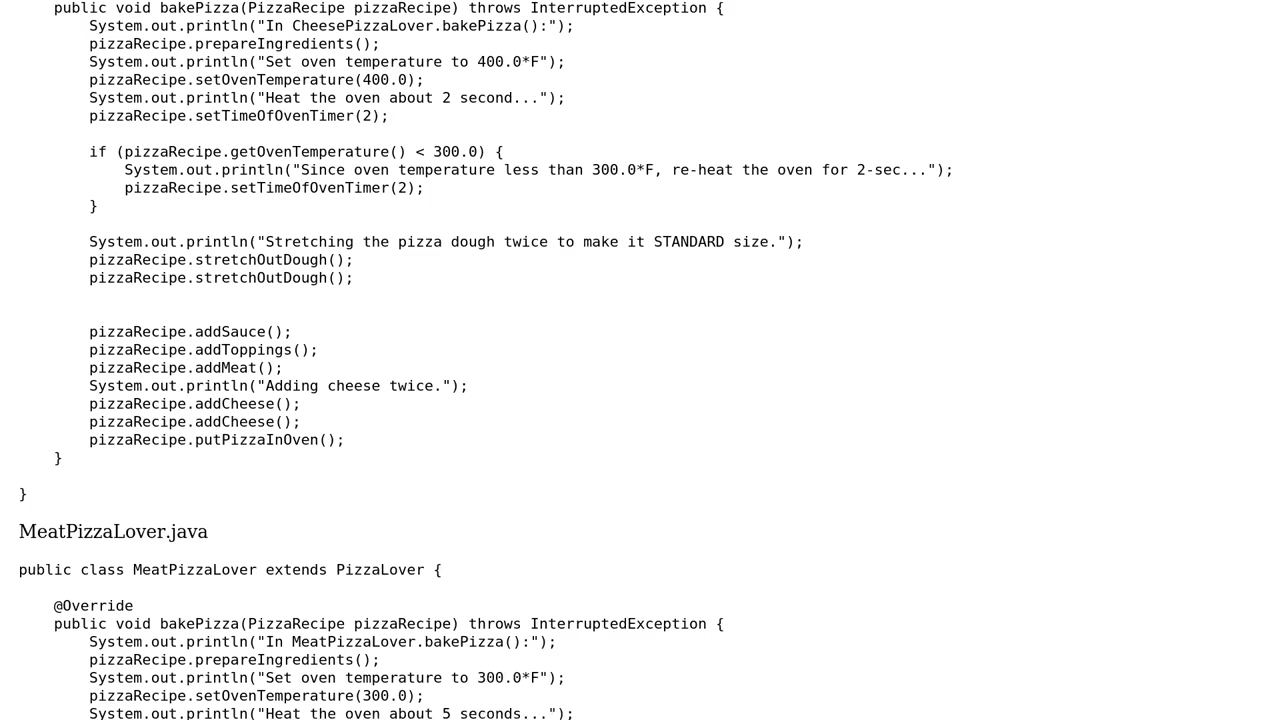 public void bakePizza(PizzaRecipe pizzaRecipe) throws InterruptedException {
        System.out.println("In CheesePizzaLover.bakePizza():");
        pizzaRecipe.prepareIngredients();
        System.out.println("Set oven temperature to 400.0*F");
        pizzaRecipe.setOvenTemperature(400.0);
        System.out.println("Heat the oven about 2 second...");
        pizzaRecipe.setTimeOfOvenTimer(2);

        if (pizzaRecipe.getOvenTemperature() < 300.0) {
            System.out.println("Since oven temperature less than 300.0*F, re-heat the oven for 2-sec...");
            pizzaRecipe.setTimeOfOvenTimer(2);
        }

        System.out.println("Stretching the pizza dough twice to make it STANDARD size.");
        pizzaRecipe.stretchOutDough();
        pizzaRecipe.stretchOutDough();

        pizzaRecipe.addSauce();
        pizzaRecipe.addToppings();
        pizzaRecipe.addMeat();
        System.out.println("Adding cheese twice.");
        pizzaRecipe.addCheese();
        pizzaRecipe.addCheese();
        pizzaRecipe.putPizzaInOven();
    }

}
MeatPizzaLover.java
public class MeatPizzaLover extends PizzaLover {

    @Override
    public void bakePizza(PizzaRecipe pizzaRecipe) throws InterruptedException {
        System.out.println("In MeatPizzaLover.bakePizza():");
        pizzaRecipe.prepareIngredients();
        System.out.println("Set oven temperature to 300.0*F");
        pizzaRecipe.setOvenTemperature(300.0);
        System.out.println("Heat the oven about 5 seconds...");